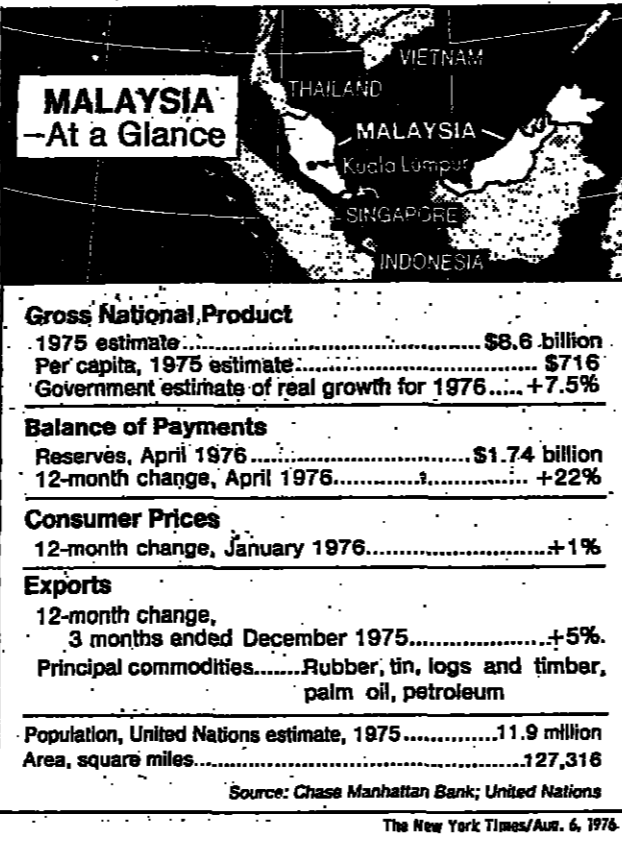 VIETNAM
THAILAND
MALAYSIA
—At a Glance
MALAYSIA
Kuala Lumpur
SINGAPORE
INDONESIA
Gross National Product
1975 estimate........................................ $8.6 billion
Per capita, 1975 estimate................................ $716
Government estimate of real growth for 1976..... +7.5%
Balance of Payments
Reserves, April 1976............................$1.74 billion
12-month change, April 1976......................... +22%
Consumer Prices
12-month change, January 1976...........................+1%
Exports
12-month change,
3 months ended December 1975.....................+5%.
Principal commodities.......Rubber, tin, logs and timber,
palm oil, petroleum
Population, United Nations estimate, 1975..............11.9 million
Area, square miles.................................................127,316
Source: Chase Manhattan Bank; United Nations
The New York Times/Aug. 6, 1976